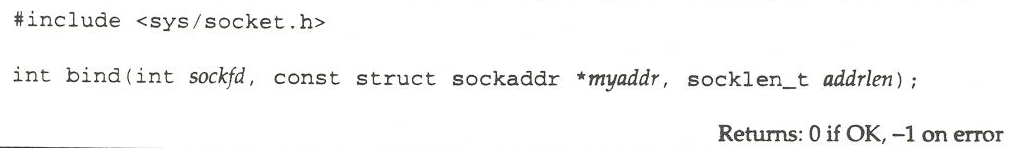 #include <sys/socket.h>
int bind(int sockfd, const struct sockaddr *myaddr, socklen_t addrlen);
Returns: 0 if OK, –1 on error